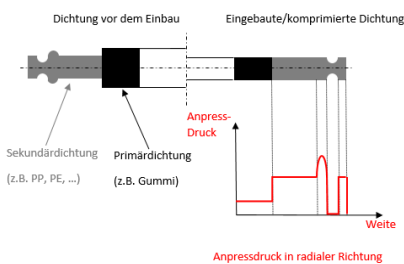 Dichtung vor dem Einbau
Eingebaute/komprimierte Dichtung
Anpress-
Druck
Sekundärdichtung
(z.B. PP, PE, ...)
Primärdichtung
(z.B. Gummi)
Weite
Anpressdruck in radialer Richtung